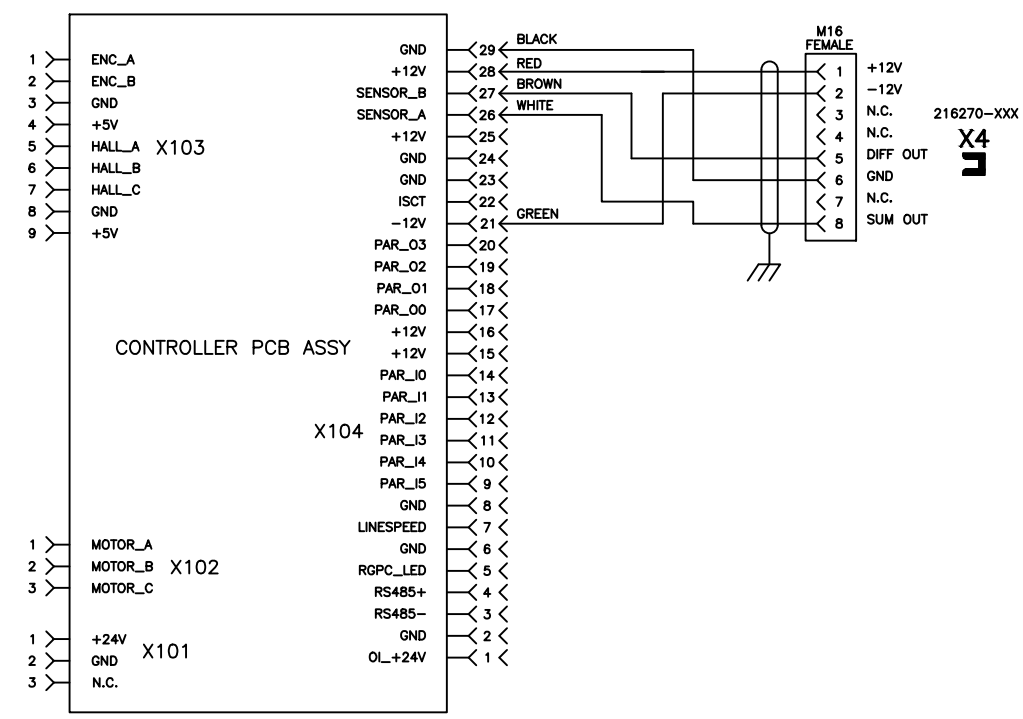 1 ENC_A
2 ENC_B
3 GND
4 +5V
5 HALL_A
6 HALL_B
7 HALL_C
8 GND
9 +5V
X103
CONTROLLER PCB ASSY
1 MOTOR_A
2 MOTOR_B
3 MOTOR_C
X102
1 +24V
2 GND
3 N.C.
X101
X104
GND 29 BLACK
+12V 28 RED
SENSOR_B 27 BROWN
SENSOR_A 26 WHITE
+12V 25
GND 24
GND 23
ISCT 22
-12V 21 GREEN
PAR_O3 20
PAR_O2 19
PAR_O1 18
PAR_O0 17
+12V 16
+12V 15
PAR_I0 14
PAR_I1 13
PAR_I2 12
PAR_I3 11
PAR_I4 10
PAR_I5 9
GND 8
LINESPEED 7
GND 6
RGPC_LED 5
RS485+ 4
RS485- 3
GND 2
OI_+24V 1
M16
FEMALE
1 +12V
2 -12V
3 N.C.
4 N.C.
5 DIFF OUT
6 GND
7 N.C.
8 SUM OUT
216270-XXX
X4